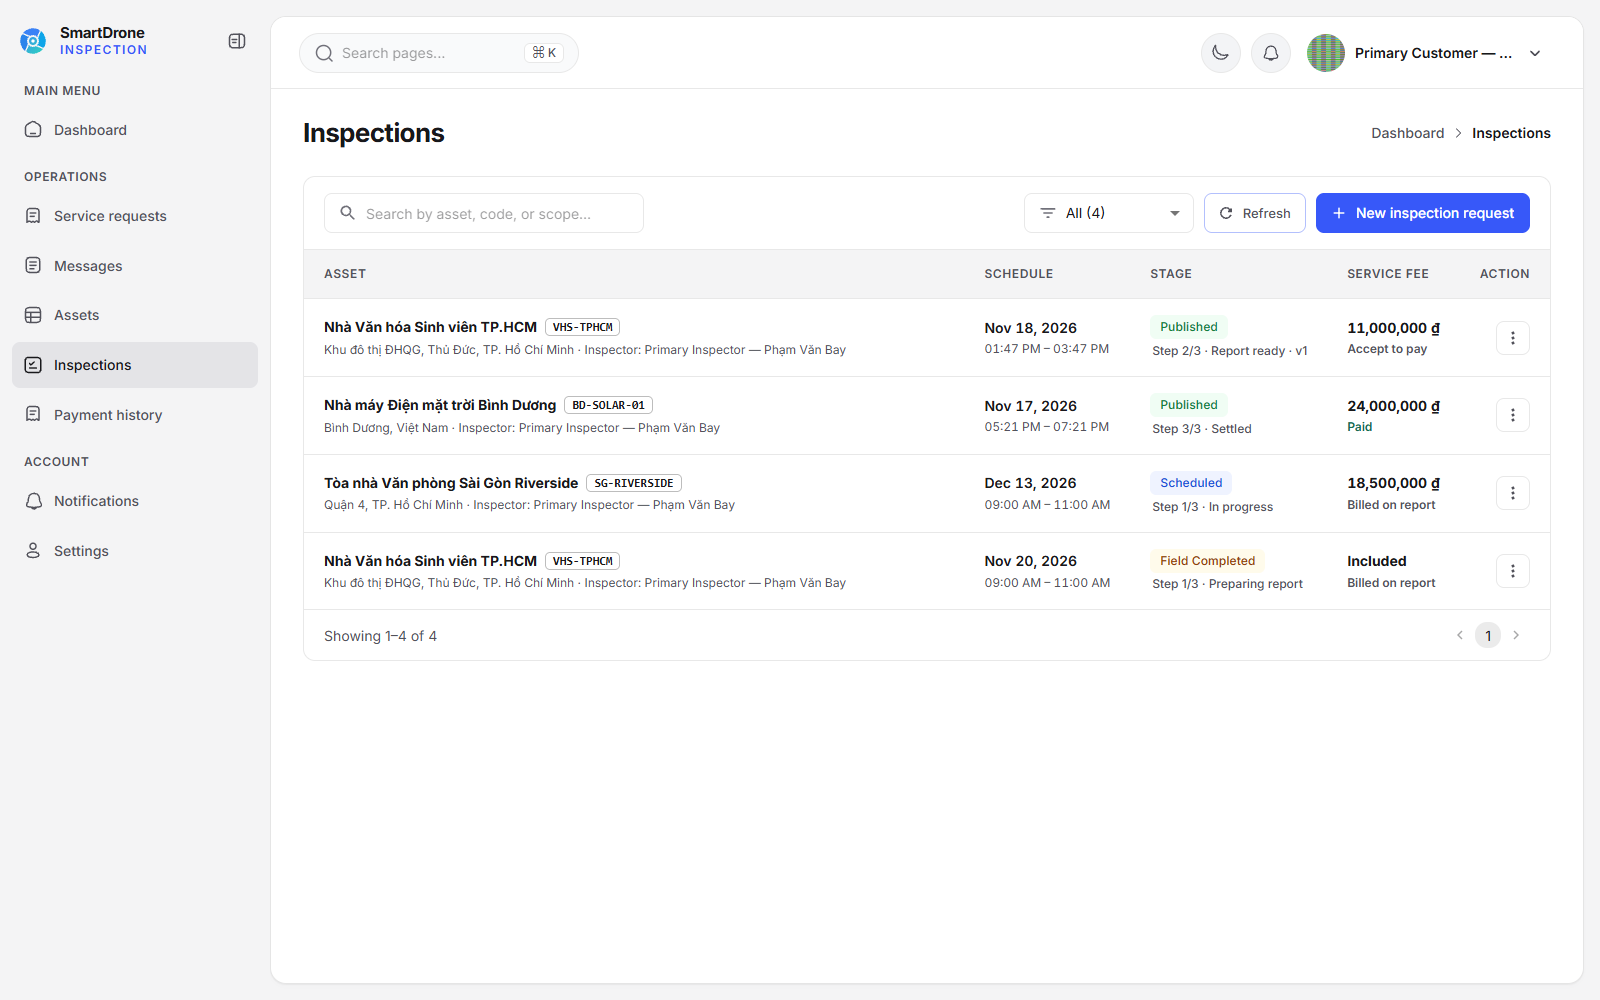 SmartDrone
INSPECTION
MAIN MENU
Dashboard
OPERATIONS
Service requests
Messages
Assets
Inspections
Payment history
ACCOUNT
Notifications
Settings
Search pages...
⌘ K
Primary Customer — ...
Inspections
Dashboard > Inspections
Search by asset, code, or scope...
All (4)
Refresh
+ New inspection request
ASSET SCHEDULE STAGE SERVICE FEE ACTION
Nhà Văn hóa Sinh viên TP.HCM VHS-TPHCM
Khu đô thị ĐHQG, Thủ Đức, TP. Hồ Chí Minh · Inspector: Primary Inspector — Phạm Văn Bay
Nov 18, 2026
01:47 PM – 03:47 PM
Published
Step 2/3 · Report ready · v1
11,000,000 ₫
Accept to pay
Nhà máy Điện mặt trời Bình Dương BD-SOLAR-01
Bình Dương, Việt Nam · Inspector: Primary Inspector — Phạm Văn Bay
Nov 17, 2026
05:21 PM – 07:21 PM
Published
Step 3/3 · Settled
24,000,000 ₫
Paid
Tòa nhà Văn phòng Sài Gòn Riverside SG-RIVERSIDE
Quận 4, TP. Hồ Chí Minh · Inspector: Primary Inspector — Phạm Văn Bay
Dec 13, 2026
09:00 AM – 11:00 AM
Scheduled
Step 1/3 · In progress
18,500,000 ₫
Billed on report
Nhà Văn hóa Sinh viên TP.HCM VHS-TPHCM
Khu đô thị ĐHQG, Thủ Đức, TP. Hồ Chí Minh · Inspector: Primary Inspector — Phạm Văn Bay
Nov 20, 2026
09:00 AM – 11:00 AM
Field Completed
Step 1/3 · Preparing report
Included
Billed on report
Showing 1–4 of 4
1